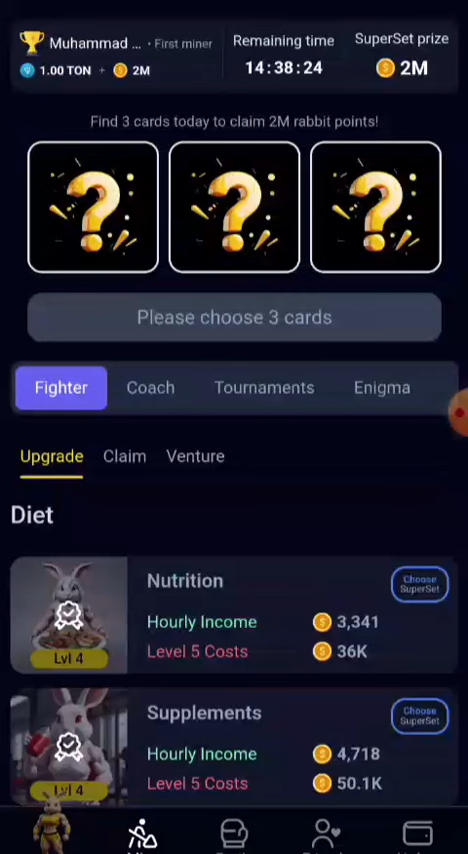 Muhammad ... · First miner
1.00 TON + 2M
Remaining time
14:38:24
SuperSet prize
2M
Find 3 cards today to claim 2M rabbit points!
Please choose 3 cards
Fighter Coach Tournaments Enigma
Upgrade Claim Venture
Diet
Nutrition
Choose
SuperSet
Hourly Income 3,341
Level 5 Costs 36K
Lvl 4
Supplements
Choose
SuperSet
Hourly Income 4,718
Level 5 Costs 50.1K
Lvl 4